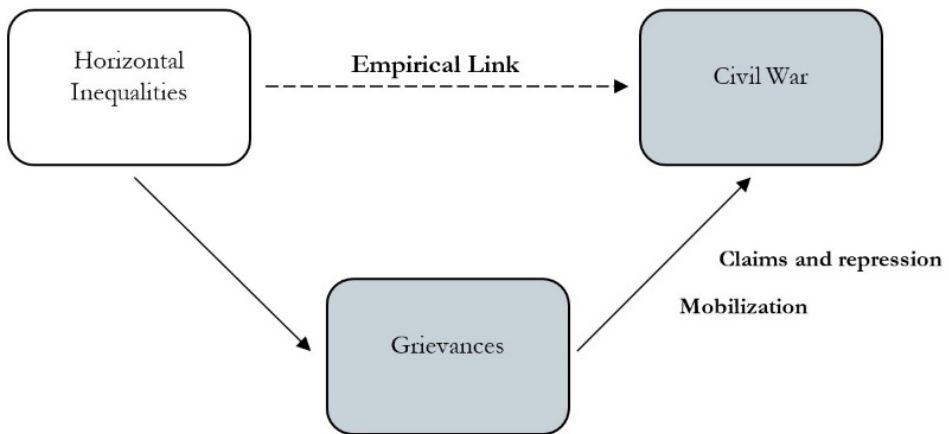 Horizontal
Inequalities
Empirical Link
Civil War
Claims and repression
Mobilization
Grievances